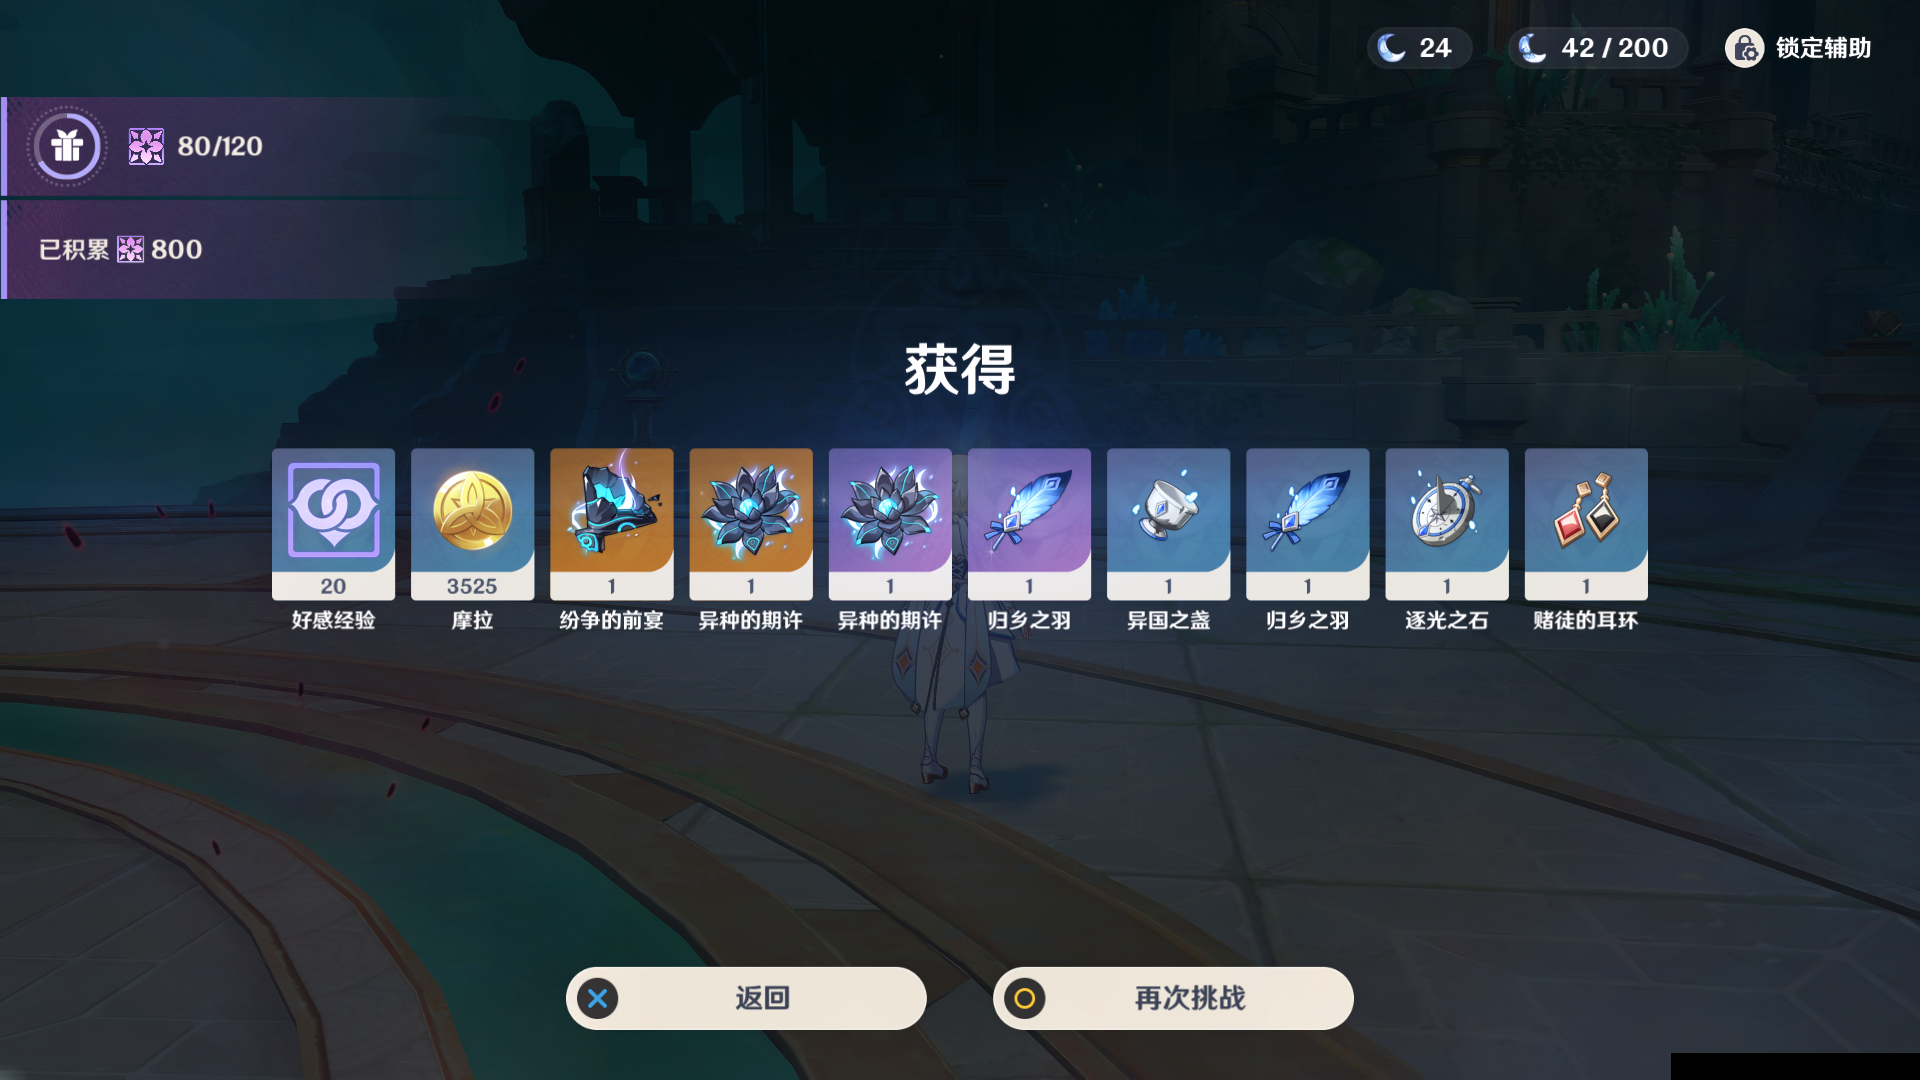 24
42 / 200
锁定辅助
80/120
已积累 800
获得
20
3525
1
1
1
1
1
1
1
1
好感经验
摩拉
纷争的前宴
异种的期许
异种的期许
归乡之羽
异国之盏
归乡之羽
逐光之石
赌徒的耳环
返回
再次挑战